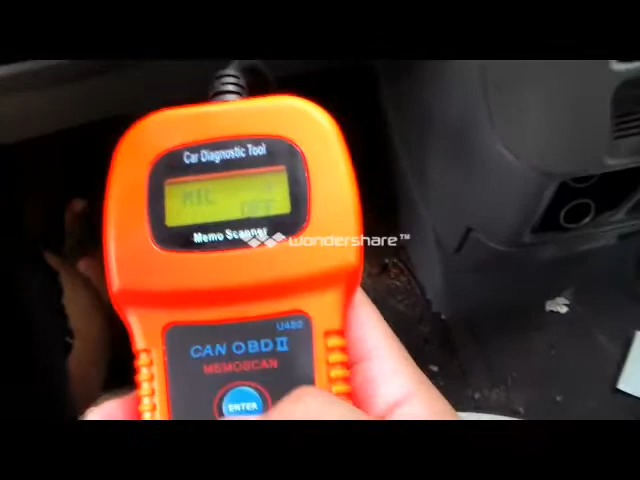 Car Diagnostic Tool
MIL
OFF
Memo Scanner
wondershare™
U480
CAN OBD II
MEMOSCAN
ENTER